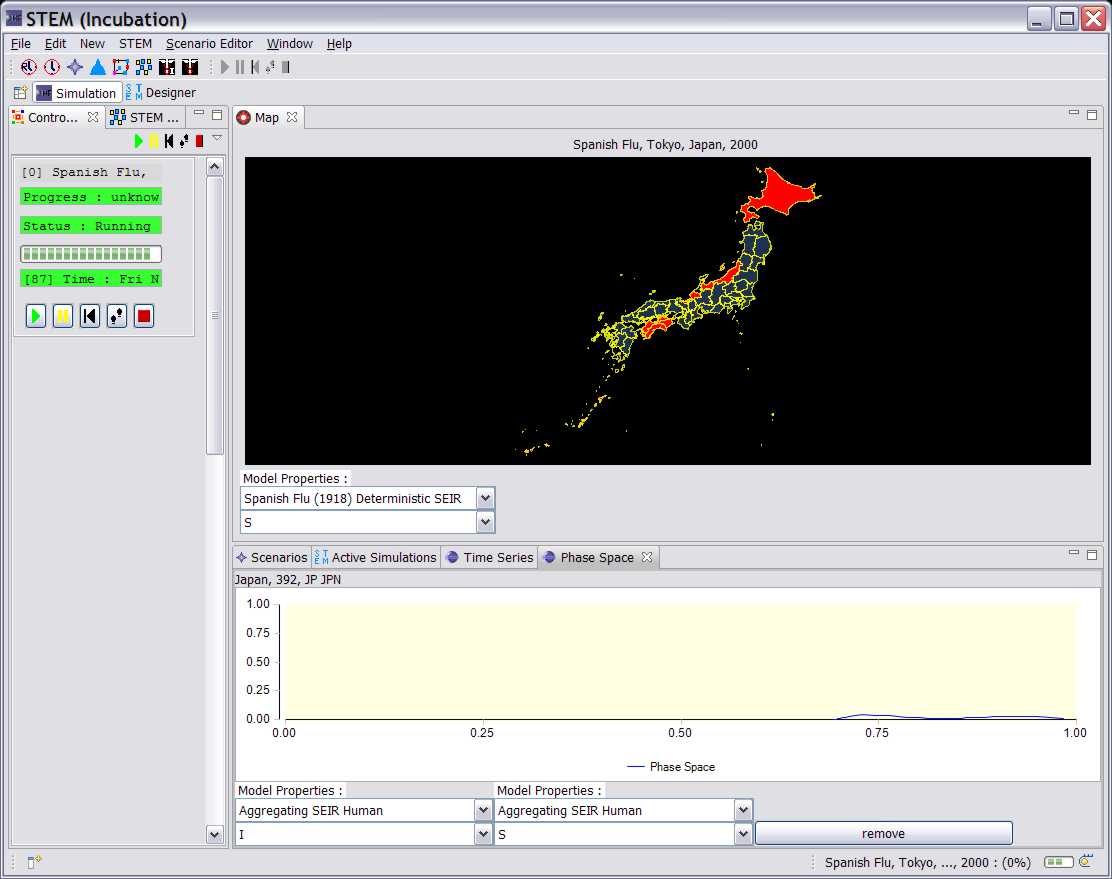 STEM (Incubation)
File Edit New STEM Scenario Editor Window Help
Simulation Designer
Contro... STEM ...
Map
[0] Spanish Flu,
Progress : unknow
Status : Running
[87] Time : Fri N
Spanish Flu, Tokyo, Japan, 2000
Model Properties :
Spanish Flu (1918) Deterministic SEIR
S
Scenarios Active Simulations Time Series Phase Space
Japan, 392, JP JPN
1.00
0.75
0.50
0.25
0.00
0.00 0.25 0.50 0.75 1.00
Phase Space
Model Properties : Model Properties :
Aggregating SEIR Human Aggregating SEIR Human
I S remove
Spanish Flu, Tokyo, ..., 2000 : (0%)